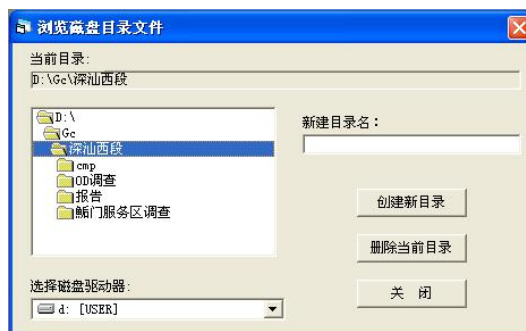 浏览磁盘目录文件
当前目录:
D:\Gc\深汕西段
D:\
Gc
深汕西段
cmp
OD调查
报告
鲘门服务区调查
新建目录名：
创建新目录
删除当前目录
关 闭
选择磁盘驱动器:
d: [USER]